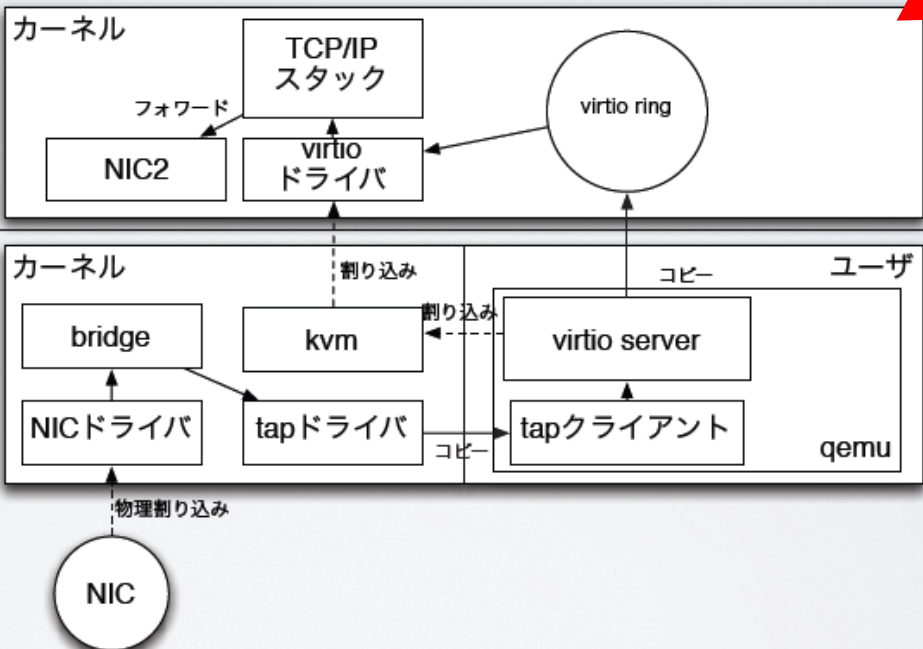 カーネル
TCP/IP
スタック
virtio ring
フォワード
NIC2
virtio
ドライバ
カーネル
割り込み
コピー
ユーザ
bridge
kvm
割り込み
virtio server
NICドライバ
tapドライバ
コピー
tapクライアント
qemu
物理割り込み
NIC